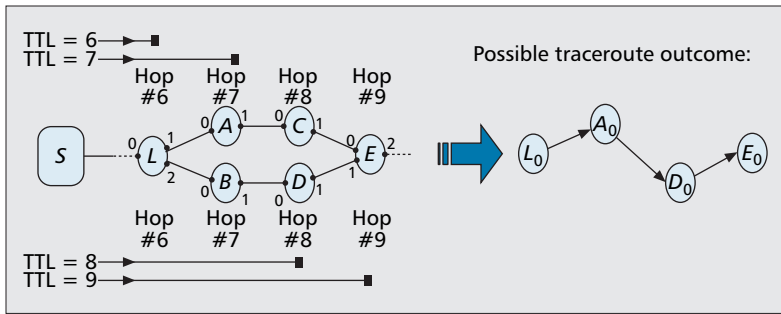 TTL = 6
TTL = 7
Possible traceroute outcome:
Hop Hop Hop Hop
#6 #7 #8 #9
S 0 L 1 2
0 A 1 0 C 1
0 B 1 0 D 1
0 1 E 2
L0 A0 D0 E0
Hop Hop Hop Hop
#6 #7 #8 #9
TTL = 8
TTL = 9